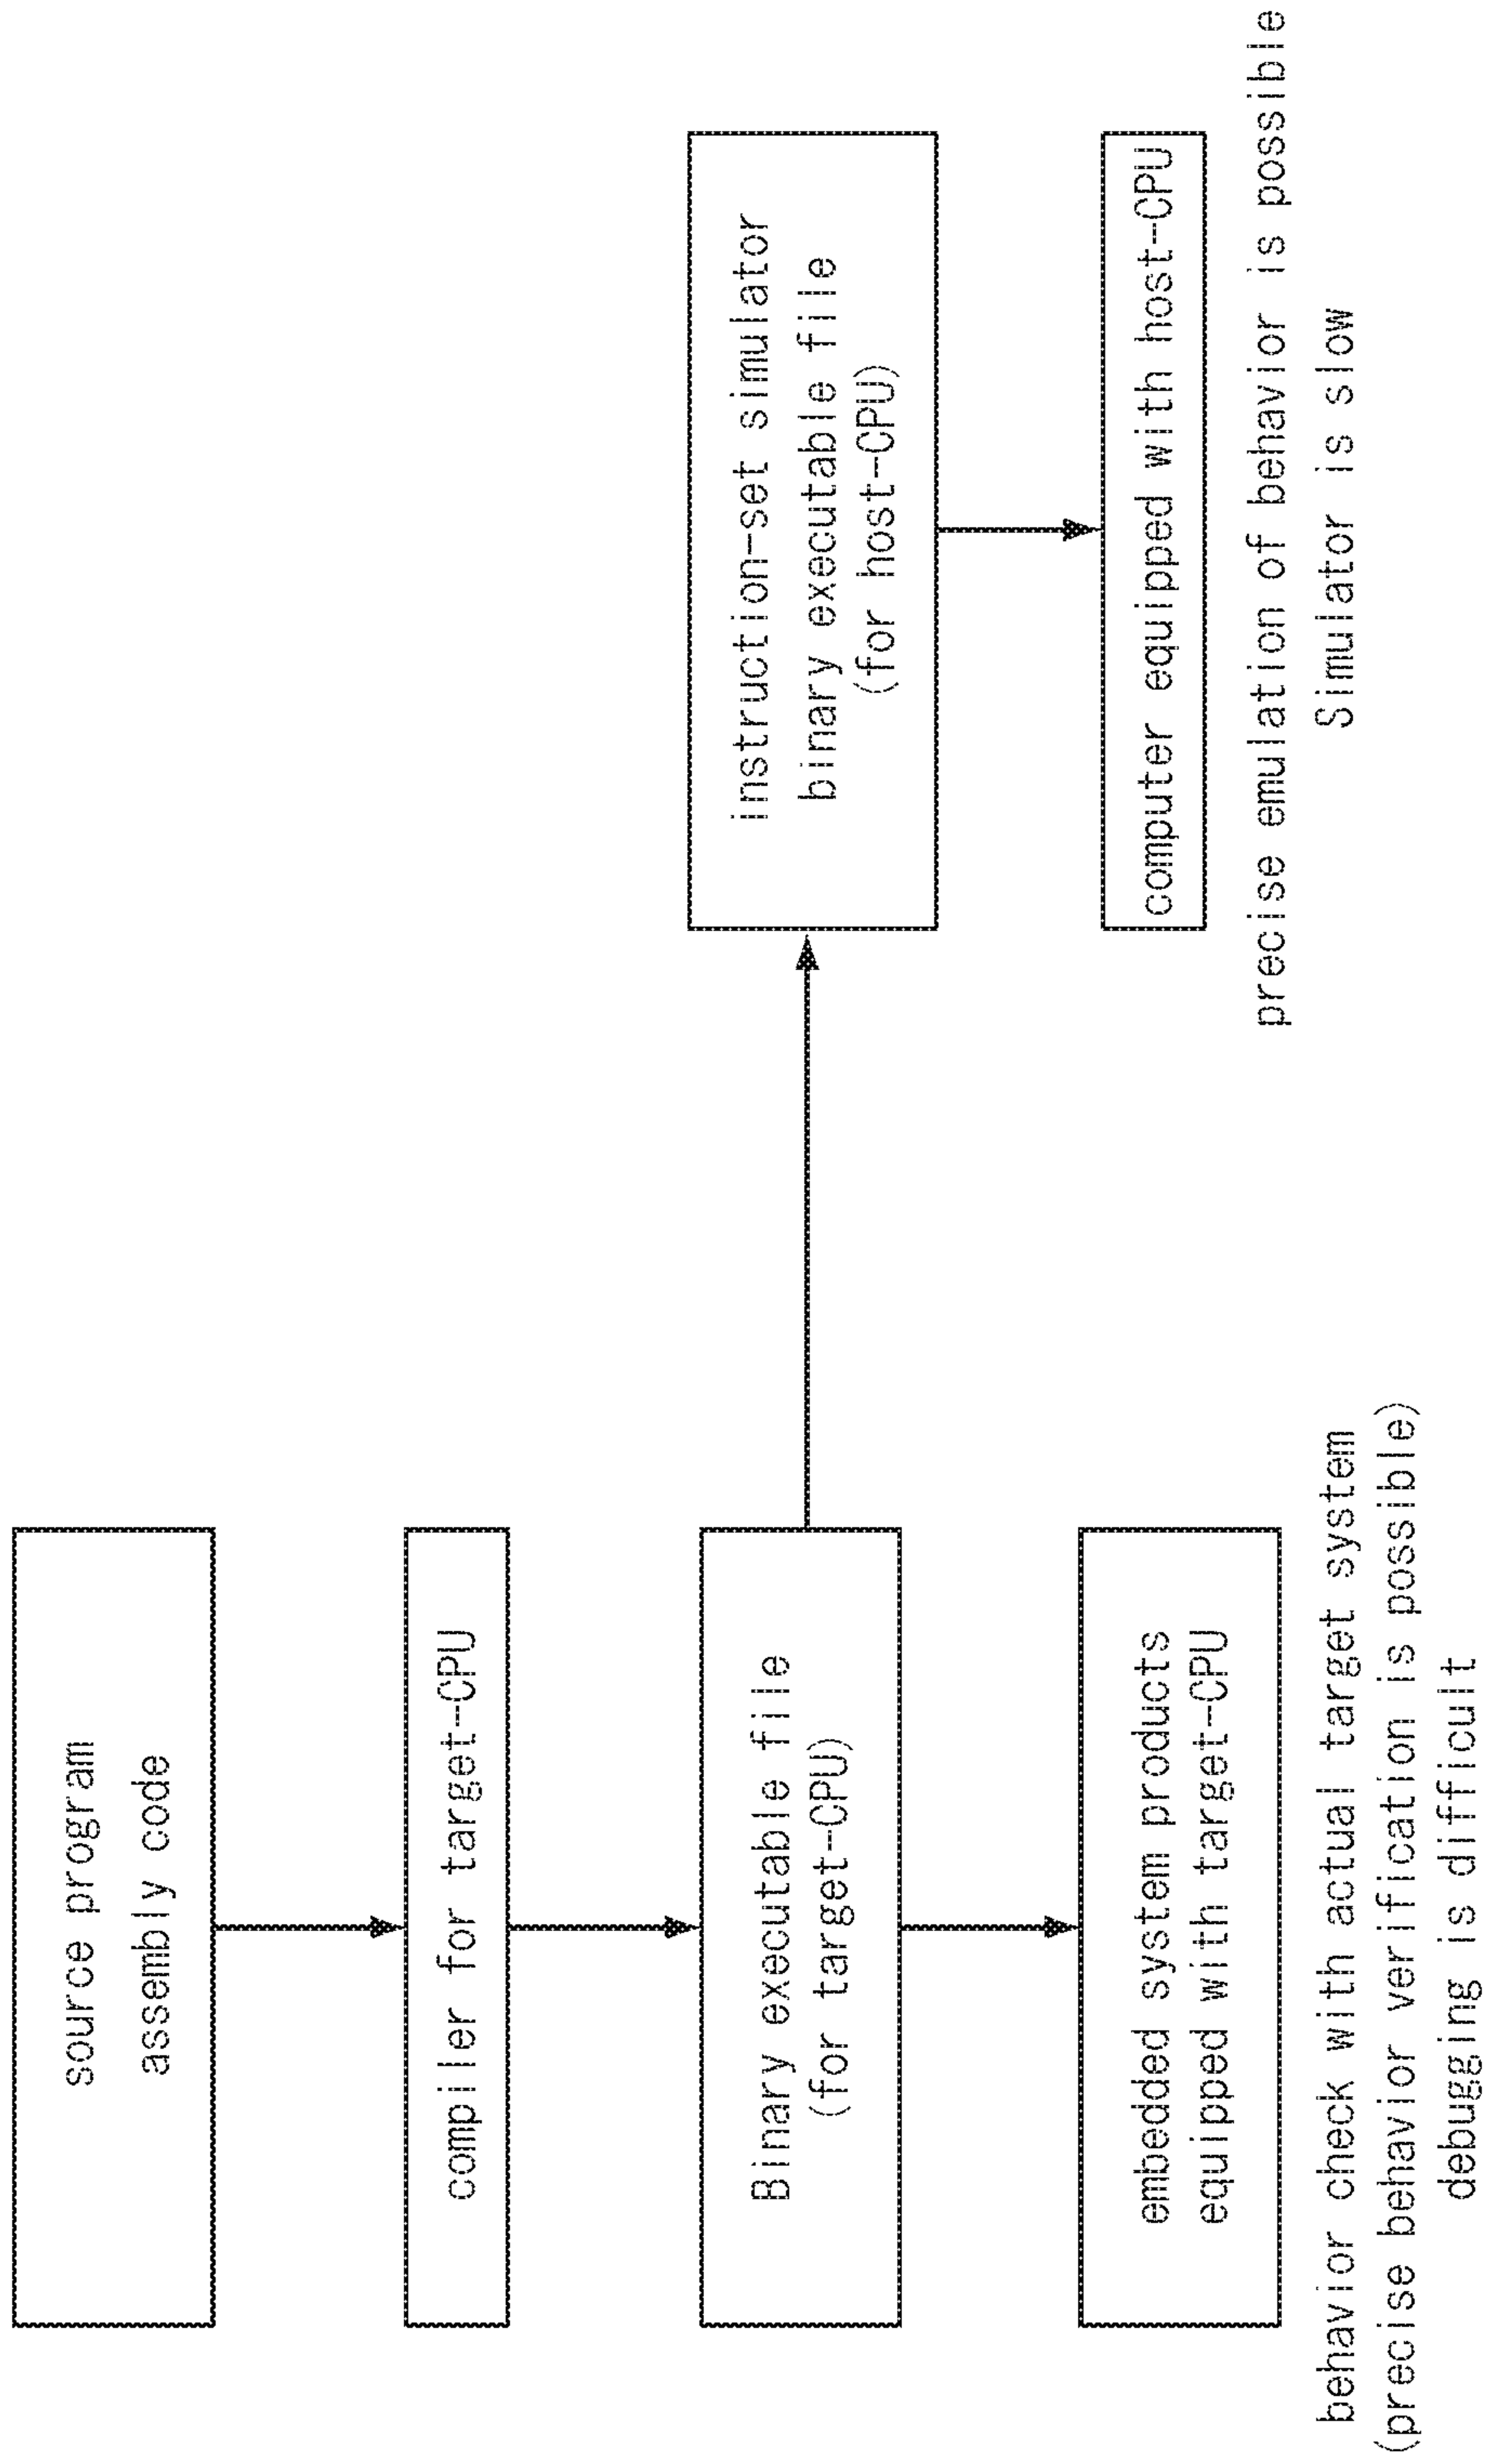 source program
assembly code
compiler for target-CPU
Binary executable file
(for target-CPU)
embedded system products
equipped with target-CPU
behavior check with actual target system
(precise behavior verification is possible)
debugging is difficult
instruction-set simulator
binary executable file
(for host-CPU)
computer equipped with host-CPU
precise emulation of behavior is possible
Simulator is slow